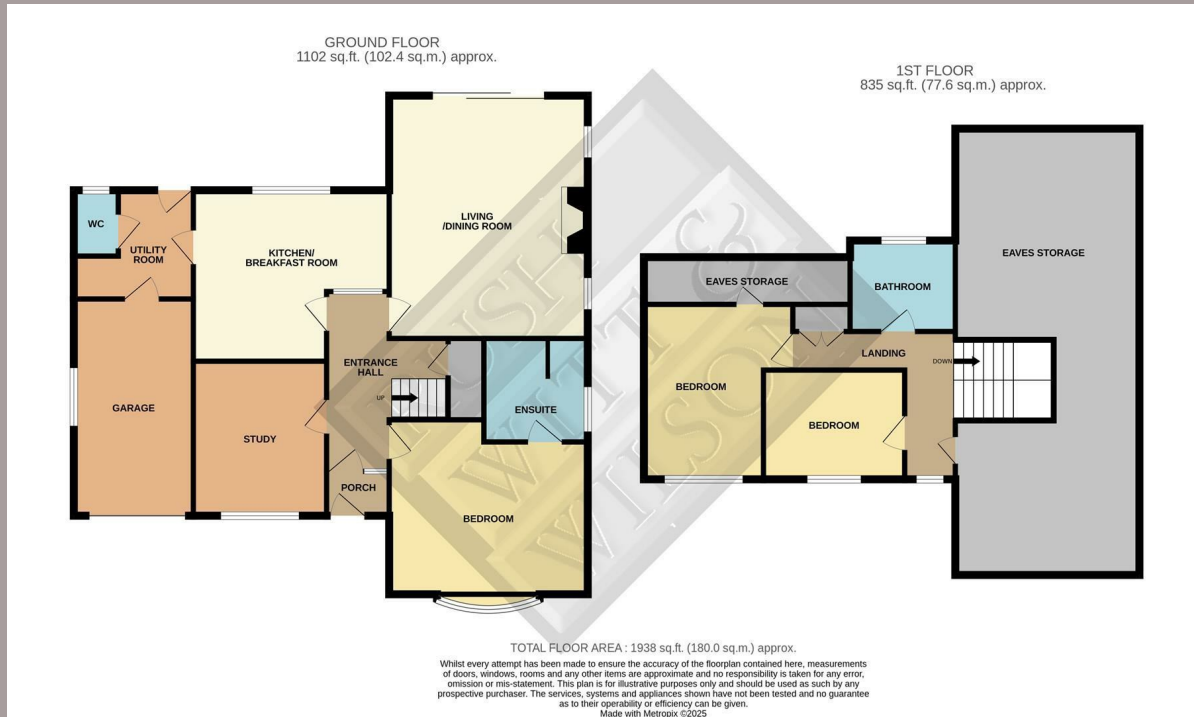 GROUND FLOOR
1102 sq.ft. (102.4 sq.m.) approx.
1ST FLOOR
835 sq.ft. (77.6 sq.m.) approx.
WC
UTILITY
ROOM
KITCHEN/
BREAKFAST ROOM
LIVING
/DINING ROOM
GARAGE
STUDY
ENTRANCE
HALL
UP
ENSUITE
PORCH
BEDROOM
EAVES STORAGE
EAVES STORAGE
BATHROOM
LANDING
DOWN
BEDROOM
BEDROOM
RUSH
WITT &
WILSON
TOTAL FLOOR AREA : 1938 sq.ft. (180.0 sq.m.) approx.
Whilst every attempt has been made to ensure the accuracy of the floorplan contained here, measurements
of doors, windows, rooms and any other items are approximate and no responsibility is taken for any error,
omission or mis-statement. This plan is for illustrative purposes only and should be used as such by any
prospective purchaser. The services, systems and appliances shown have not been tested and no guarantee
as to their operability or efficiency can be given.
Made with Metropix ©2025